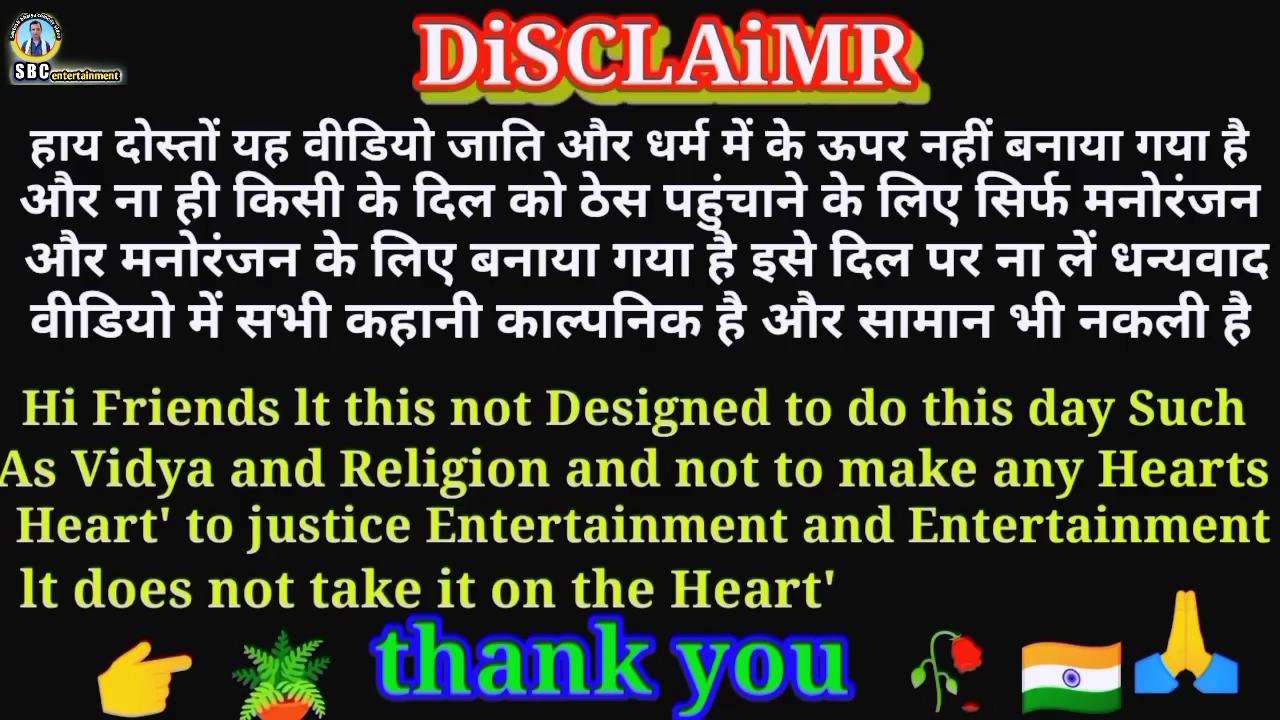 SBC entertainment
DiSCLAiMR
हाय दोस्तों यह वीडियो जाति और धर्म में के ऊपर नहीं बनाया गया है
और ना ही किसी के दिल को ठेस पहुंचाने के लिए सिर्फ मनोरंजन
और मनोरंजन के लिए बनाया गया है इसे दिल पर ना लें धन्यवाद
वीडियो में सभी कहानी काल्पनिक है और सामान भी नकली है
Hi Friends lt this not Designed to do this day Such
As Vidya and Religion and not to make any Hearts
Heart' to justice Entertainment and Entertainment
lt does not take it on the Heart'
thank you